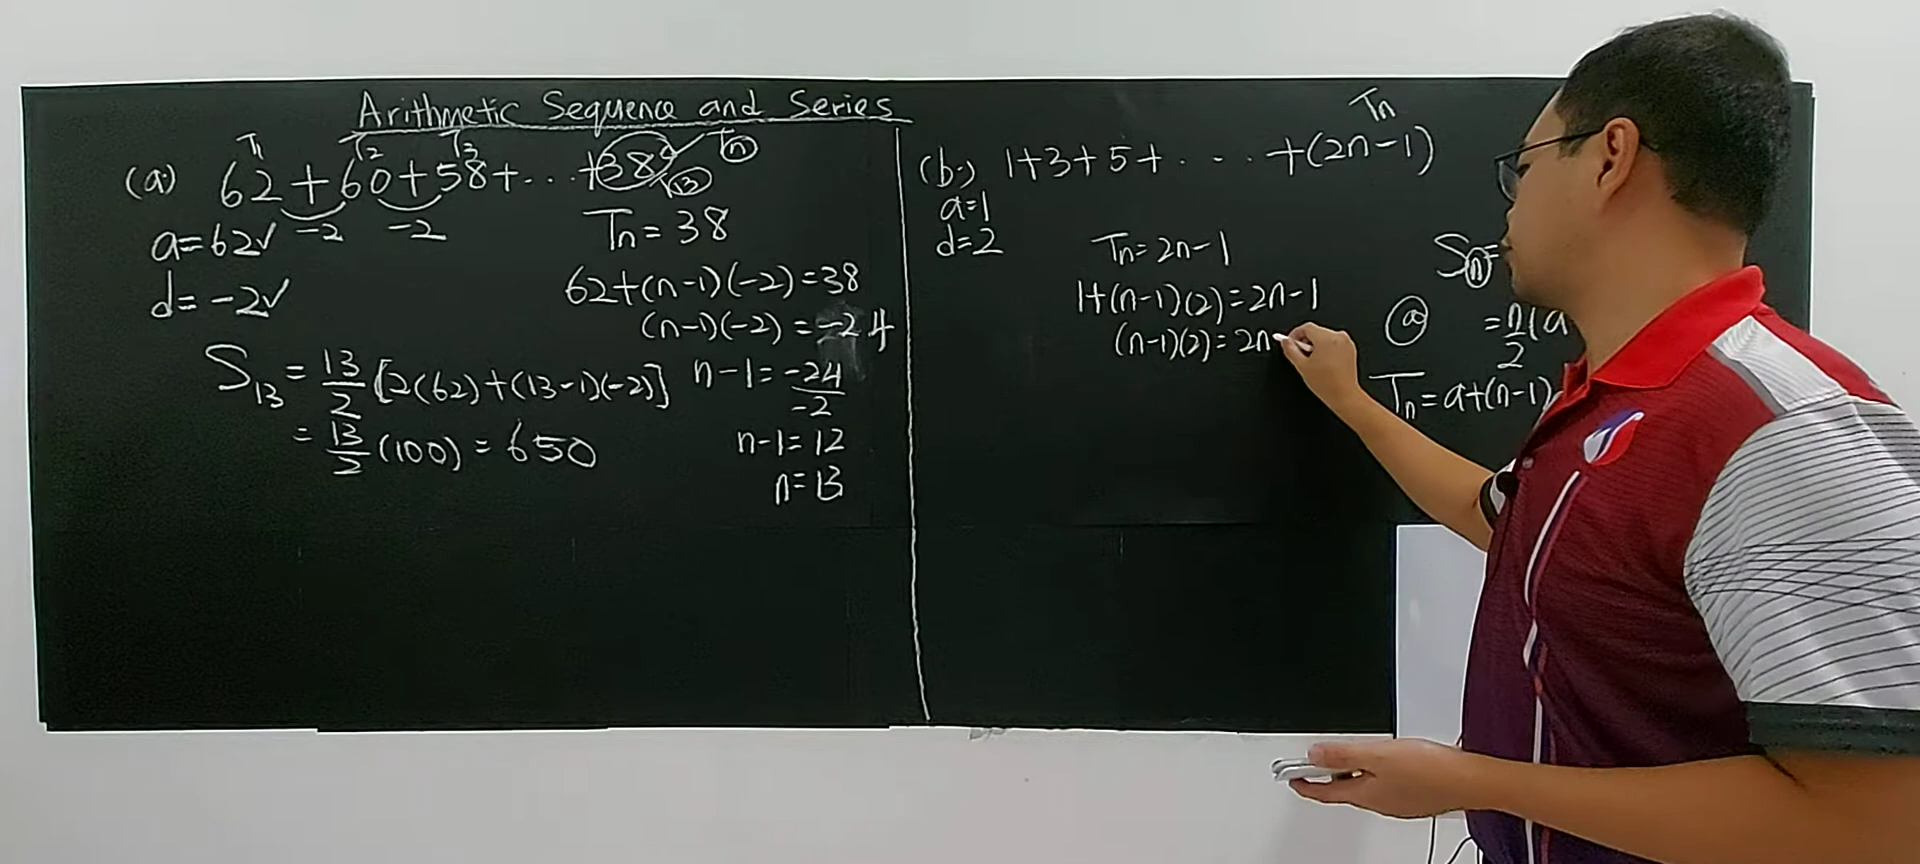 Arithmetic Sequence and Series
T1 T2 T3 Tn
(a) 62+60+58+...+38
13
-2 -2
a=62✓
d=-2✓
Tn=38
62+(n-1)(-2)=38
(n-1)(-2)=-24
n-1=-24/-2
n-1=12
n=13
S13=13/2[2(62)+(13-1)(-2)]
=13/2(100)=650
Tn
(b) 1+3+5+....+(2n-1)
a=1
d=2
Tn=2n-1
1+(n-1)(2)=2n-1
(n-1)(2)=2n
Sn=
=n/2(a
Tn=a+(n-1)